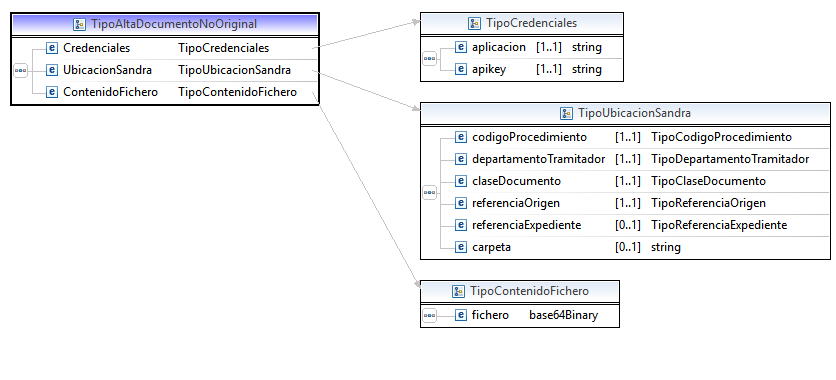 TipoAltaDocumentoNoOriginal
Credenciales TipoCredenciales
UbicacionSandra TipoUbicacionSandra
ContenidoFichero TipoContenidoFichero
TipoCredenciales
aplicacion [1..1] string
apikey [1..1] string
TipoUbicacionSandra
codigoProcedimiento [1..1] TipoCodigoProcedimiento
departamentoTramitador [1..1] TipoDepartamentoTramitador
claseDocumento [1..1] TipoClaseDocumento
referenciaOrigen [1..1] TipoReferenciaOrigen
referenciaExpediente [0..1] TipoReferenciaExpediente
carpeta [0..1] string
TipoContenidoFichero
fichero base64Binary